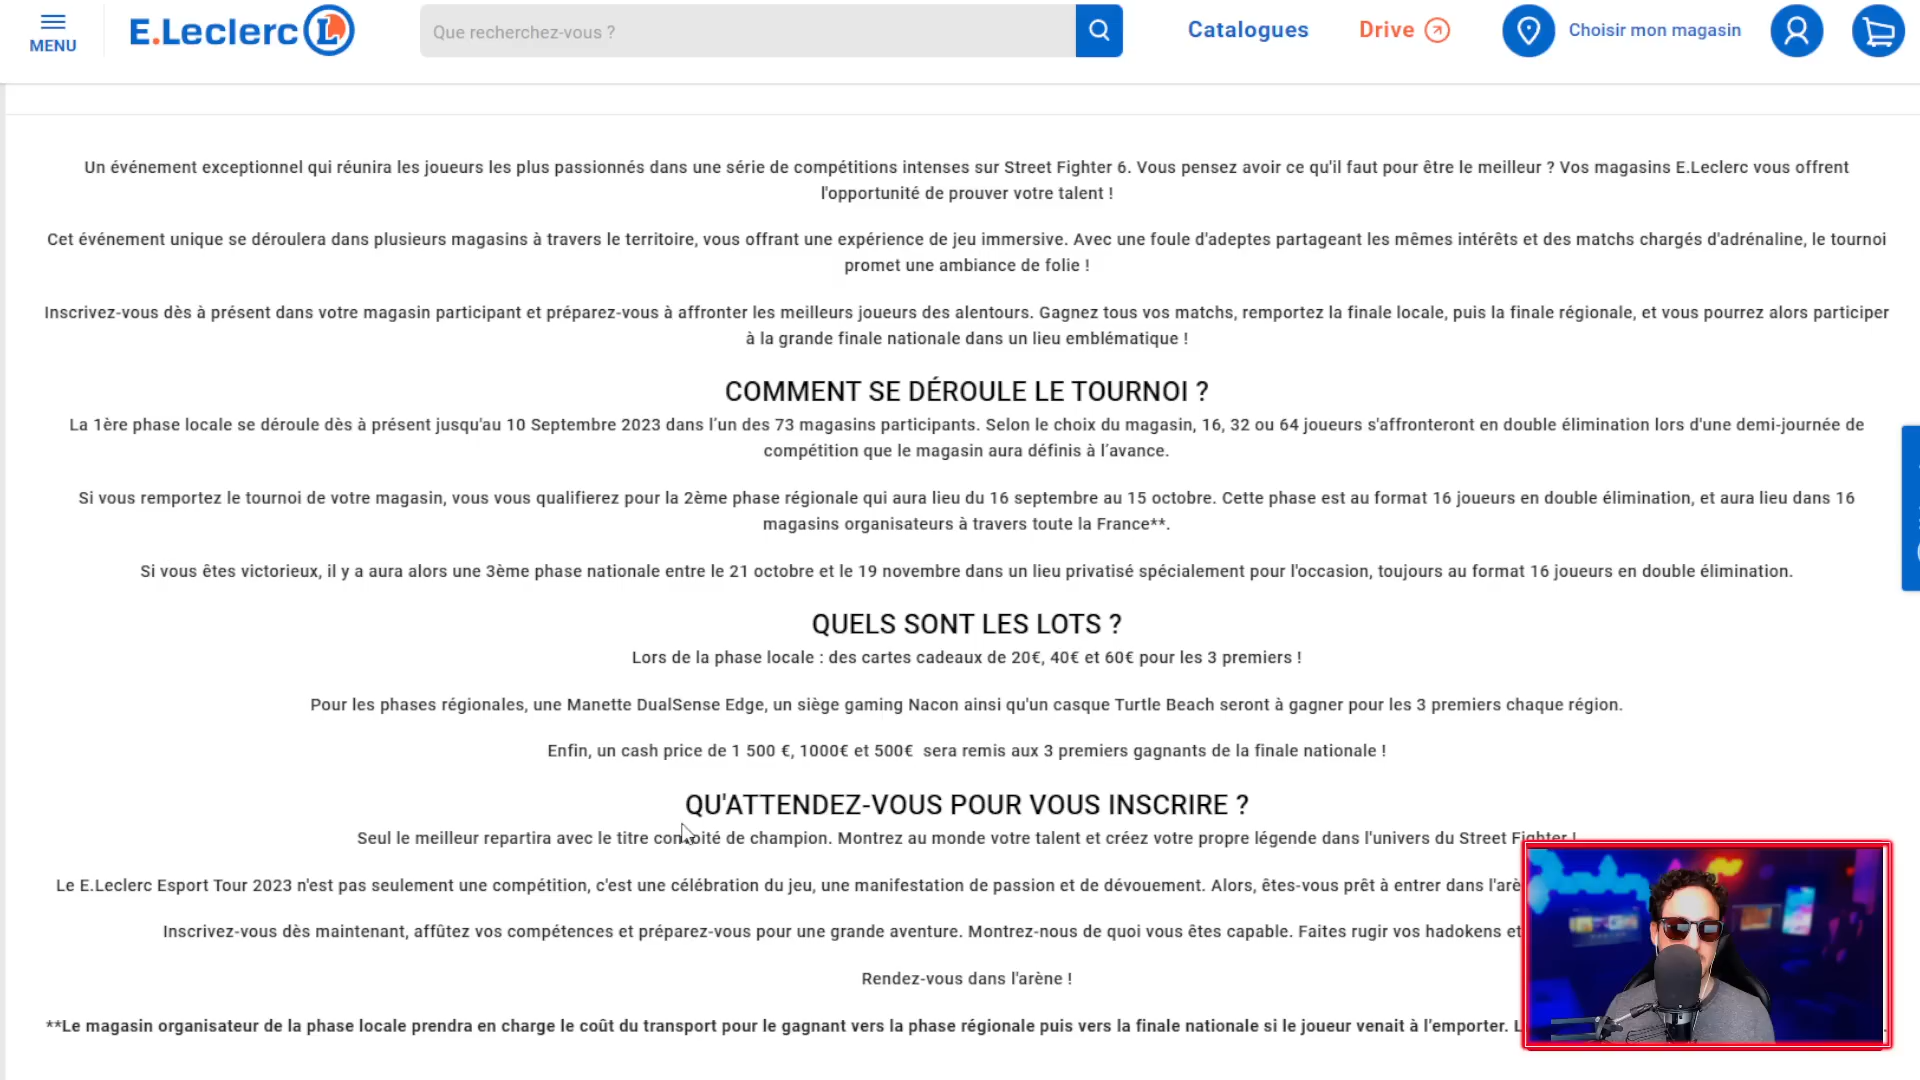 MENU
E.Leclerc L
Que recherchez-vous ?
Catalogues
Drive
Choisir mon magasin
Un événement exceptionnel qui réunira les joueurs les plus passionnés dans une série de compétitions intenses sur Street Fighter 6. Vous pensez avoir ce qu'il faut pour être le meilleur ? Vos magasins E.Leclerc vous offrent
l'opportunité de prouver votre talent !
Cet événement unique se déroulera dans plusieurs magasins à travers le territoire, vous offrant une expérience de jeu immersive. Avec une foule d'adeptes partageant les mêmes intérêts et des matchs chargés d'adrénaline, le tournoi
promet une ambiance de folie !
Inscrivez-vous dès à présent dans votre magasin participant et préparez-vous à affronter les meilleurs joueurs des alentours. Gagnez tous vos matchs, remportez la finale locale, puis la finale régionale, et vous pourrez alors participer
à la grande finale nationale dans un lieu emblématique !
COMMENT SE DÉROULE LE TOURNOI ?
La 1ère phase locale se déroule dès à présent jusqu'au 10 Septembre 2023 dans l'un des 73 magasins participants. Selon le choix du magasin, 16, 32 ou 64 joueurs s'affronteront en double élimination lors d'une demi-journée de
compétition que le magasin aura définis à l'avance.
Si vous remportez le tournoi de votre magasin, vous vous qualifierez pour la 2ème phase régionale qui aura lieu du 16 septembre au 15 octobre. Cette phase est au format 16 joueurs en double élimination, et aura lieu dans 16
magasins organisateurs à travers toute la France**.
Si vous êtes victorieux, il y a aura alors une 3ème phase nationale entre le 21 octobre et le 19 novembre dans un lieu privatisé spécialement pour l'occasion, toujours au format 16 joueurs en double élimination.
QUELS SONT LES LOTS ?
Lors de la phase locale : des cartes cadeaux de 20€, 40€ et 60€ pour les 3 premiers !
Pour les phases régionales, une Manette DualSense Edge, un siège gaming Nacon ainsi qu'un casque Turtle Beach seront à gagner pour les 3 premiers chaque région.
Enfin, un cash price de 1 500 €, 1000€ et 500€ sera remis aux 3 premiers gagnants de la finale nationale !
QU'ATTENDEZ-VOUS POUR VOUS INSCRIRE ?
Seul le meilleur repartira avec le titre convoité de champion. Montrez au monde votre talent et créez votre propre légende dans l'univers du Street Fighter !
Le E.Leclerc Esport Tour 2023 n'est pas seulement une compétition, c'est une célébration du jeu, une manifestation de passion et de dévouement. Alors, êtes-vous prêt à entrer dans l'arè
Inscrivez-vous dès maintenant, affûtez vos compétences et préparez-vous pour une grande aventure. Montrez-nous de quoi vous êtes capable. Faites rugir vos hadokens et
Rendez-vous dans l'arène !
**Le magasin organisateur de la phase locale prendra en charge le coût du transport pour le gagnant vers la phase régionale puis vers la finale nationale si le joueur venait à l'emporter. L